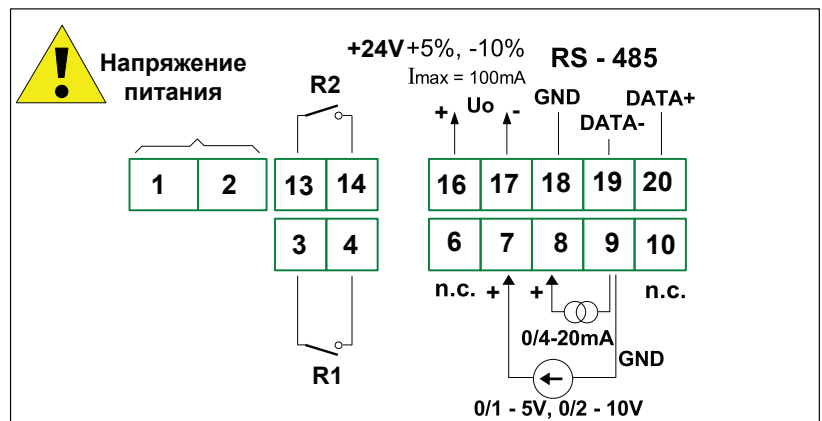 Напряжение
питания
R2
+24V +5%, -10%
Imax = 100mA
RS - 485
+ Uo -
GND
DATA-
DATA+
1 2 13 14 16 17 18 19 20
3 4 6 7 8 9 10
n.c. + + n.c.
0/4-20mA
GND
R1
0/1 - 5V, 0/2 - 10V